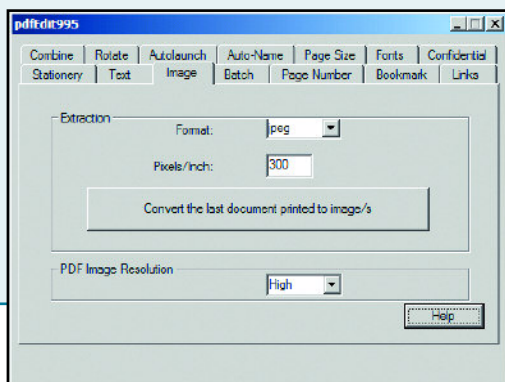 pdfEdit995
Combine Rotate Autolaunch Auto-Name Page Size Fonts Confidential
Stationery Text Image Batch Page Number Bookmark Links
Extraction
Format: jpeg
Pixels/Inch: 300
Convert the last document printed to image/s
PDF Image Resolution
High
Help